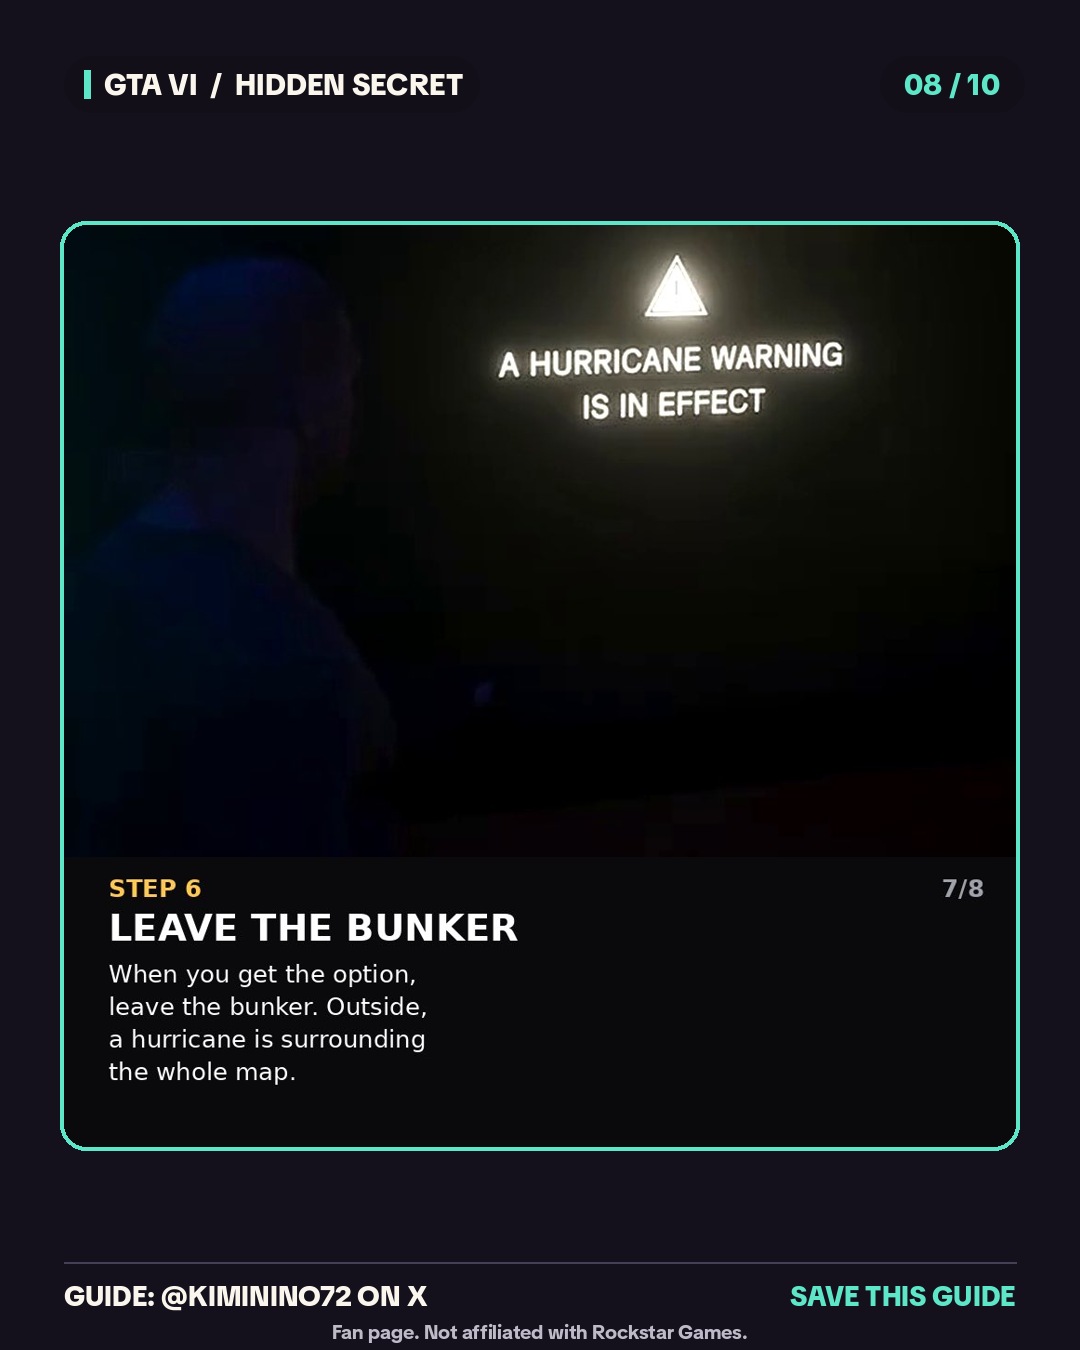 GTA VI / HIDDEN SECRET
08 / 10
A HURRICANE WARNING
IS IN EFFECT
STEP 6
7/8
LEAVE THE BUNKER
When you get the option,
leave the bunker. Outside,
a hurricane is surrounding
the whole map.
GUIDE: @KIMININO72 ON X
SAVE THIS GUIDE
Fan page. Not affiliated with Rockstar Games.